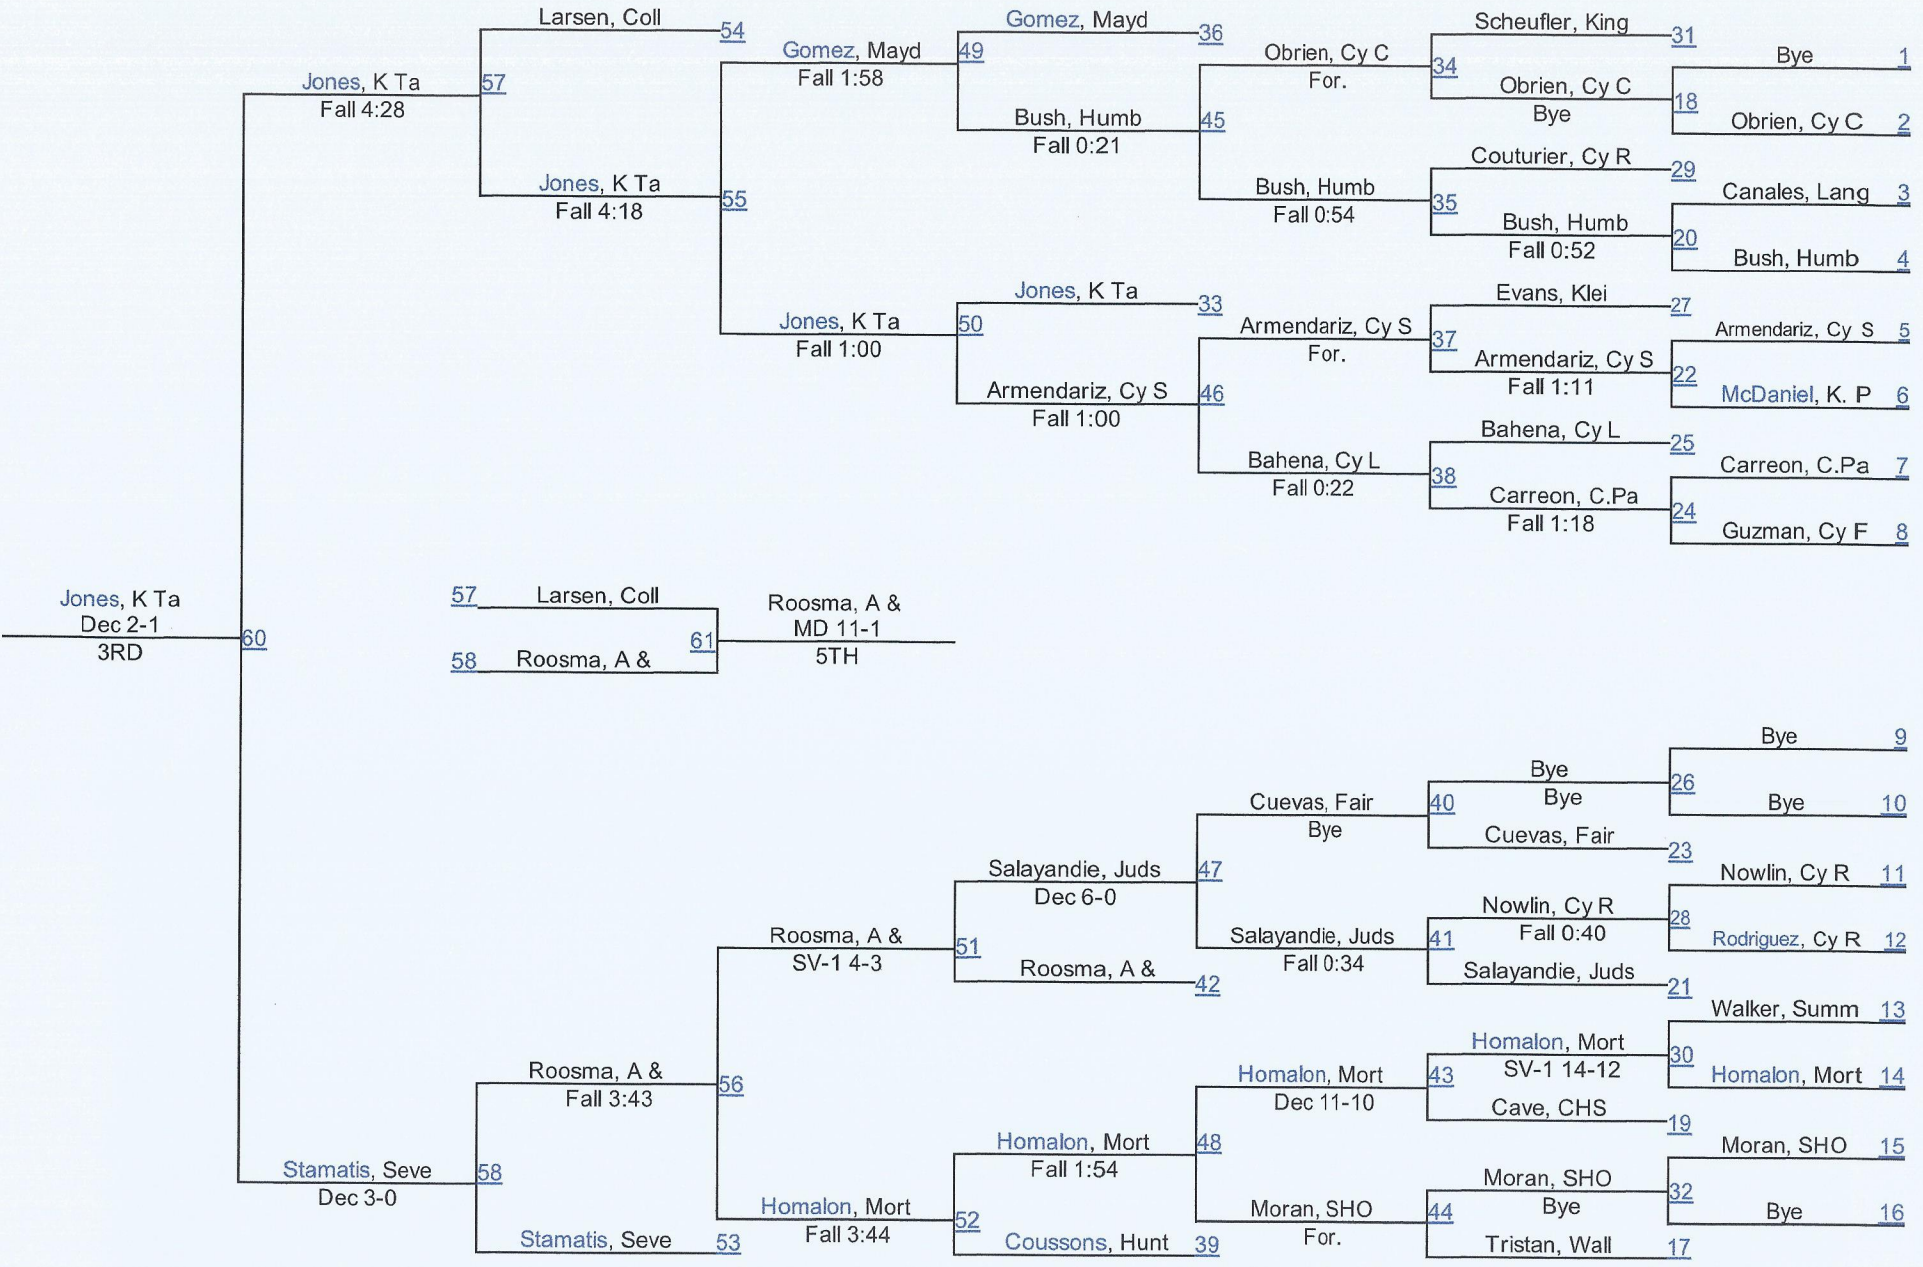 Larsen, Coll
54
Gomez, Mayd
36
Scheufler, King
31
Gomez, Mayd
49
Fall 1:58
Obrien, Cy C
34
For.
Bye
1
Jones, K Ta
57
Fall 4:28
Obrien, Cy C
18
Bye
Bush, Humb
45
Fall 0:21
Obrien, Cy C
2
Couturier, Cy R
29
Jones, K Ta
55
Fall 4:18
Bush, Humb
35
Fall 0:54
Canales, Lang
3
Bush, Humb
20
Fall 0:52
Bush, Humb
4
Jones, K Ta
33
Evans, Klei
27
Jones, K Ta
50
Fall 1:00
Armendariz, Cy S
37
For.
Armendariz, Cy S
5
Armendariz, Cy S
22
Fall 1:11
Armendariz, Cy S
46
Fall 1:00
McDaniel, K. P
6
Bahena, Cy L
25
Bahena, Cy L
38
Fall 0:22
Carreon, C.Pa
7
Carreon, C.Pa
24
Fall 1:18
Guzman, Cy F
8
57
Larsen, Coll
Roosma, A &
Jones, K Ta
Dec 2-1
60
3RD
61
MD 11-1
5TH
58
Roosma, A &
Bye
9
Bye
26
Bye
Cuevas, Fair
40
Bye
Bye
10
Cuevas, Fair
23
Salayandie, Juds
47
Dec 6-0
Nowlin, Cy R
11
Nowlin, Cy R
28
Fall 0:40
Roosma, A &
51
SV-1 4-3
Salayandie, Juds
41
Fall 0:34
Rodriguez, Cy R
12
Roosma, A &
42
Salayandie, Juds
21
Walker, Summ
13
Homalon, Mort
30
SV-1 14-12
Roosma, A &
56
Fall 3:43
Homalon, Mort
43
Dec 11-10
Homalon, Mort
14
Cave, CHS
19
Homalon, Mort
48
Fall 1:54
Moran, SHO
15
Stamatis, Seve
58
Dec 3-0
Moran, SHO
32
Bye
Homalon, Mort
52
Fall 3:44
Moran, SHO
44
For.
Bye
16
Stamatis, Seve
53
Coussons, Hunt
39
Tristan, Wall
17